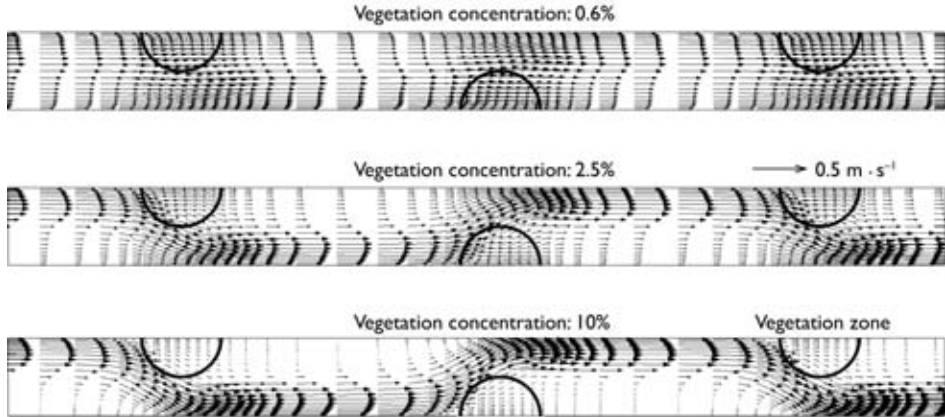 Vegetation concentration: 0.6%
Vegetation concentration: 2.5%
0.5 m · s⁻¹
Vegetation concentration: 10%
Vegetation zone